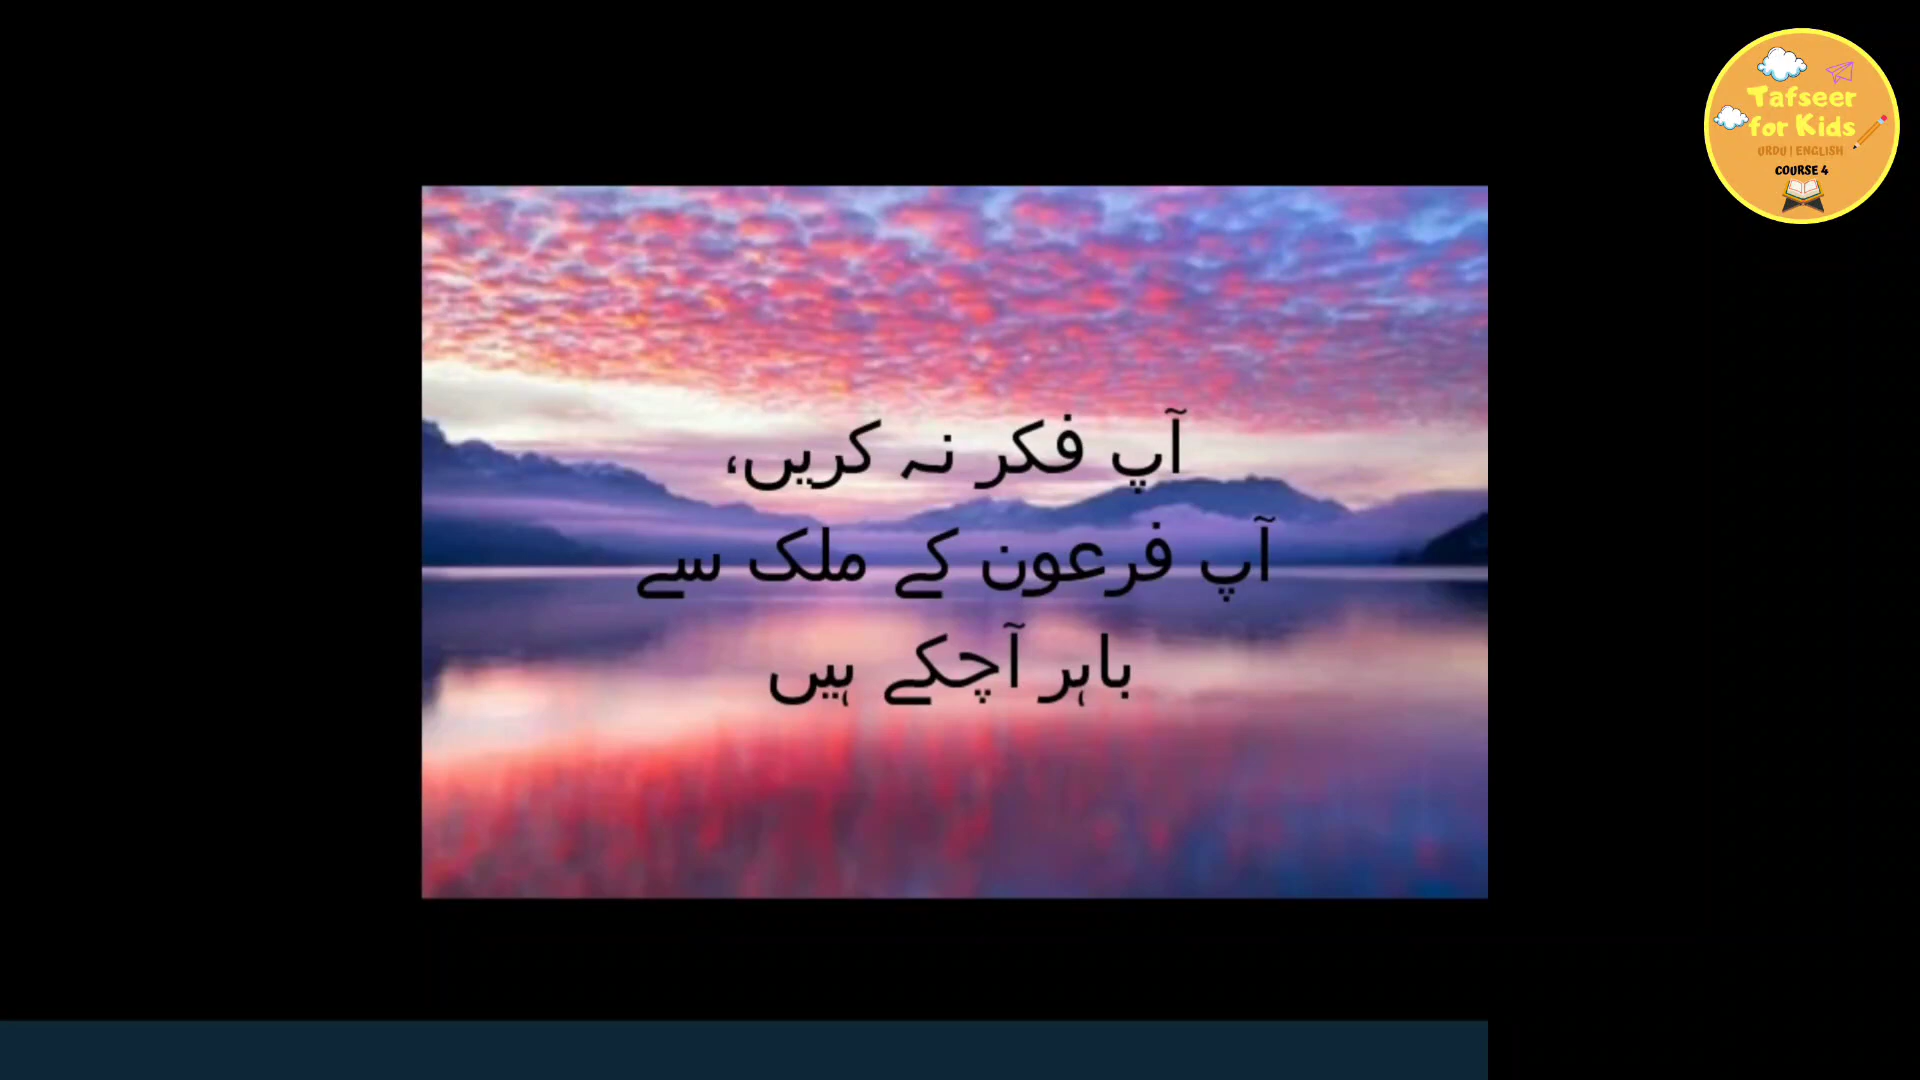 آپ فکر نہ کریں،
آپ فرعون کے ملک سے
باہر آچکے ہیں
Tafseer
for Kids
URDU | ENGLISH
COURSE 4